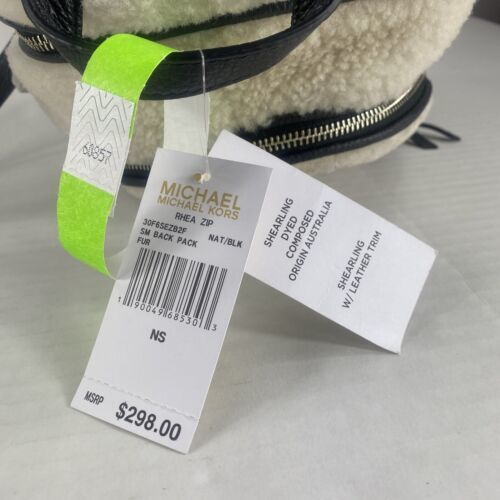 60857
MICHAEL
MICHAEL KORS
RHEA ZIP
30F6SEZB2F NAT/BLK
SM BACK PACK
FUR
1 90049 68530 3
NS
MSRP $298.00
SHEARLING
DYED
COMPOSED
ORIGIN AUSTRALIA
SHEARLING
W/ LEATHER TRIM